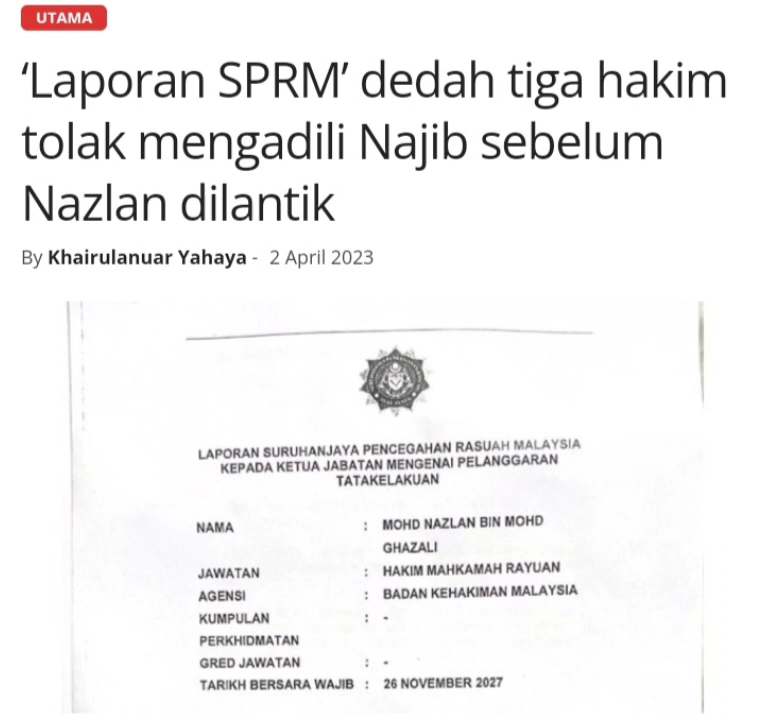 UTAMA
‘Laporan SPRM’ dedah tiga hakim
tolak mengadili Najib sebelum
Nazlan dilantik
By Khairulanuar Yahaya - 2 April 2023
LAPORAN SURUHANJAYA PENCEGAHAN RASUAH MALAYSIA
KEPADA KETUA JABATAN MENGENAI PELANGGARAN
TATAKELAKUAN
NAMA : MOHD NAZLAN BIN MOHD
GHAZALI
JAWATAN : HAKIM MAHKAMAH RAYUAN
AGENSI : BADAN KEHAKIMAN MALAYSIA
KUMPULAN : -
PERKHIDMATAN
GRED JAWATAN : -
TARIKH BERSARA WAJIB : 26 NOVEMBER 2027